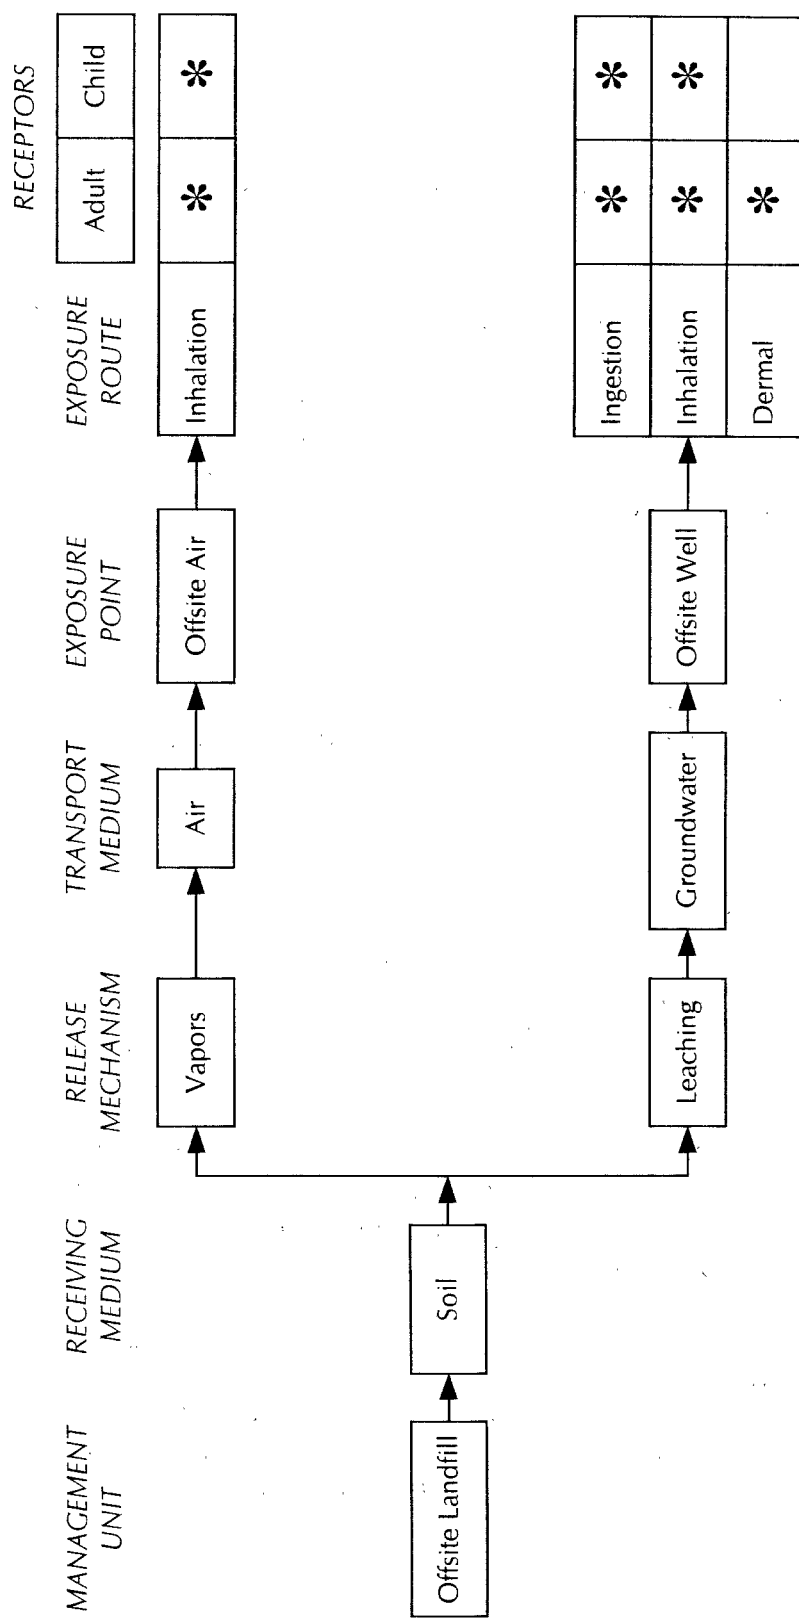 MANAGEMENT
UNIT
RECEIVING
MEDIUM
RELEASE
MECHANISM
TRANSPORT
MEDIUM
EXPOSURE
POINT
EXPOSURE
ROUTE
RECEPTORS
Adult
Child
Offsite Landfill
Soil
Vapors
Air
Offsite Air
Inhalation
*
*
Leaching
Groundwater
Offsite Well
Ingestion
*
*
Inhalation
*
*
Dermal
*